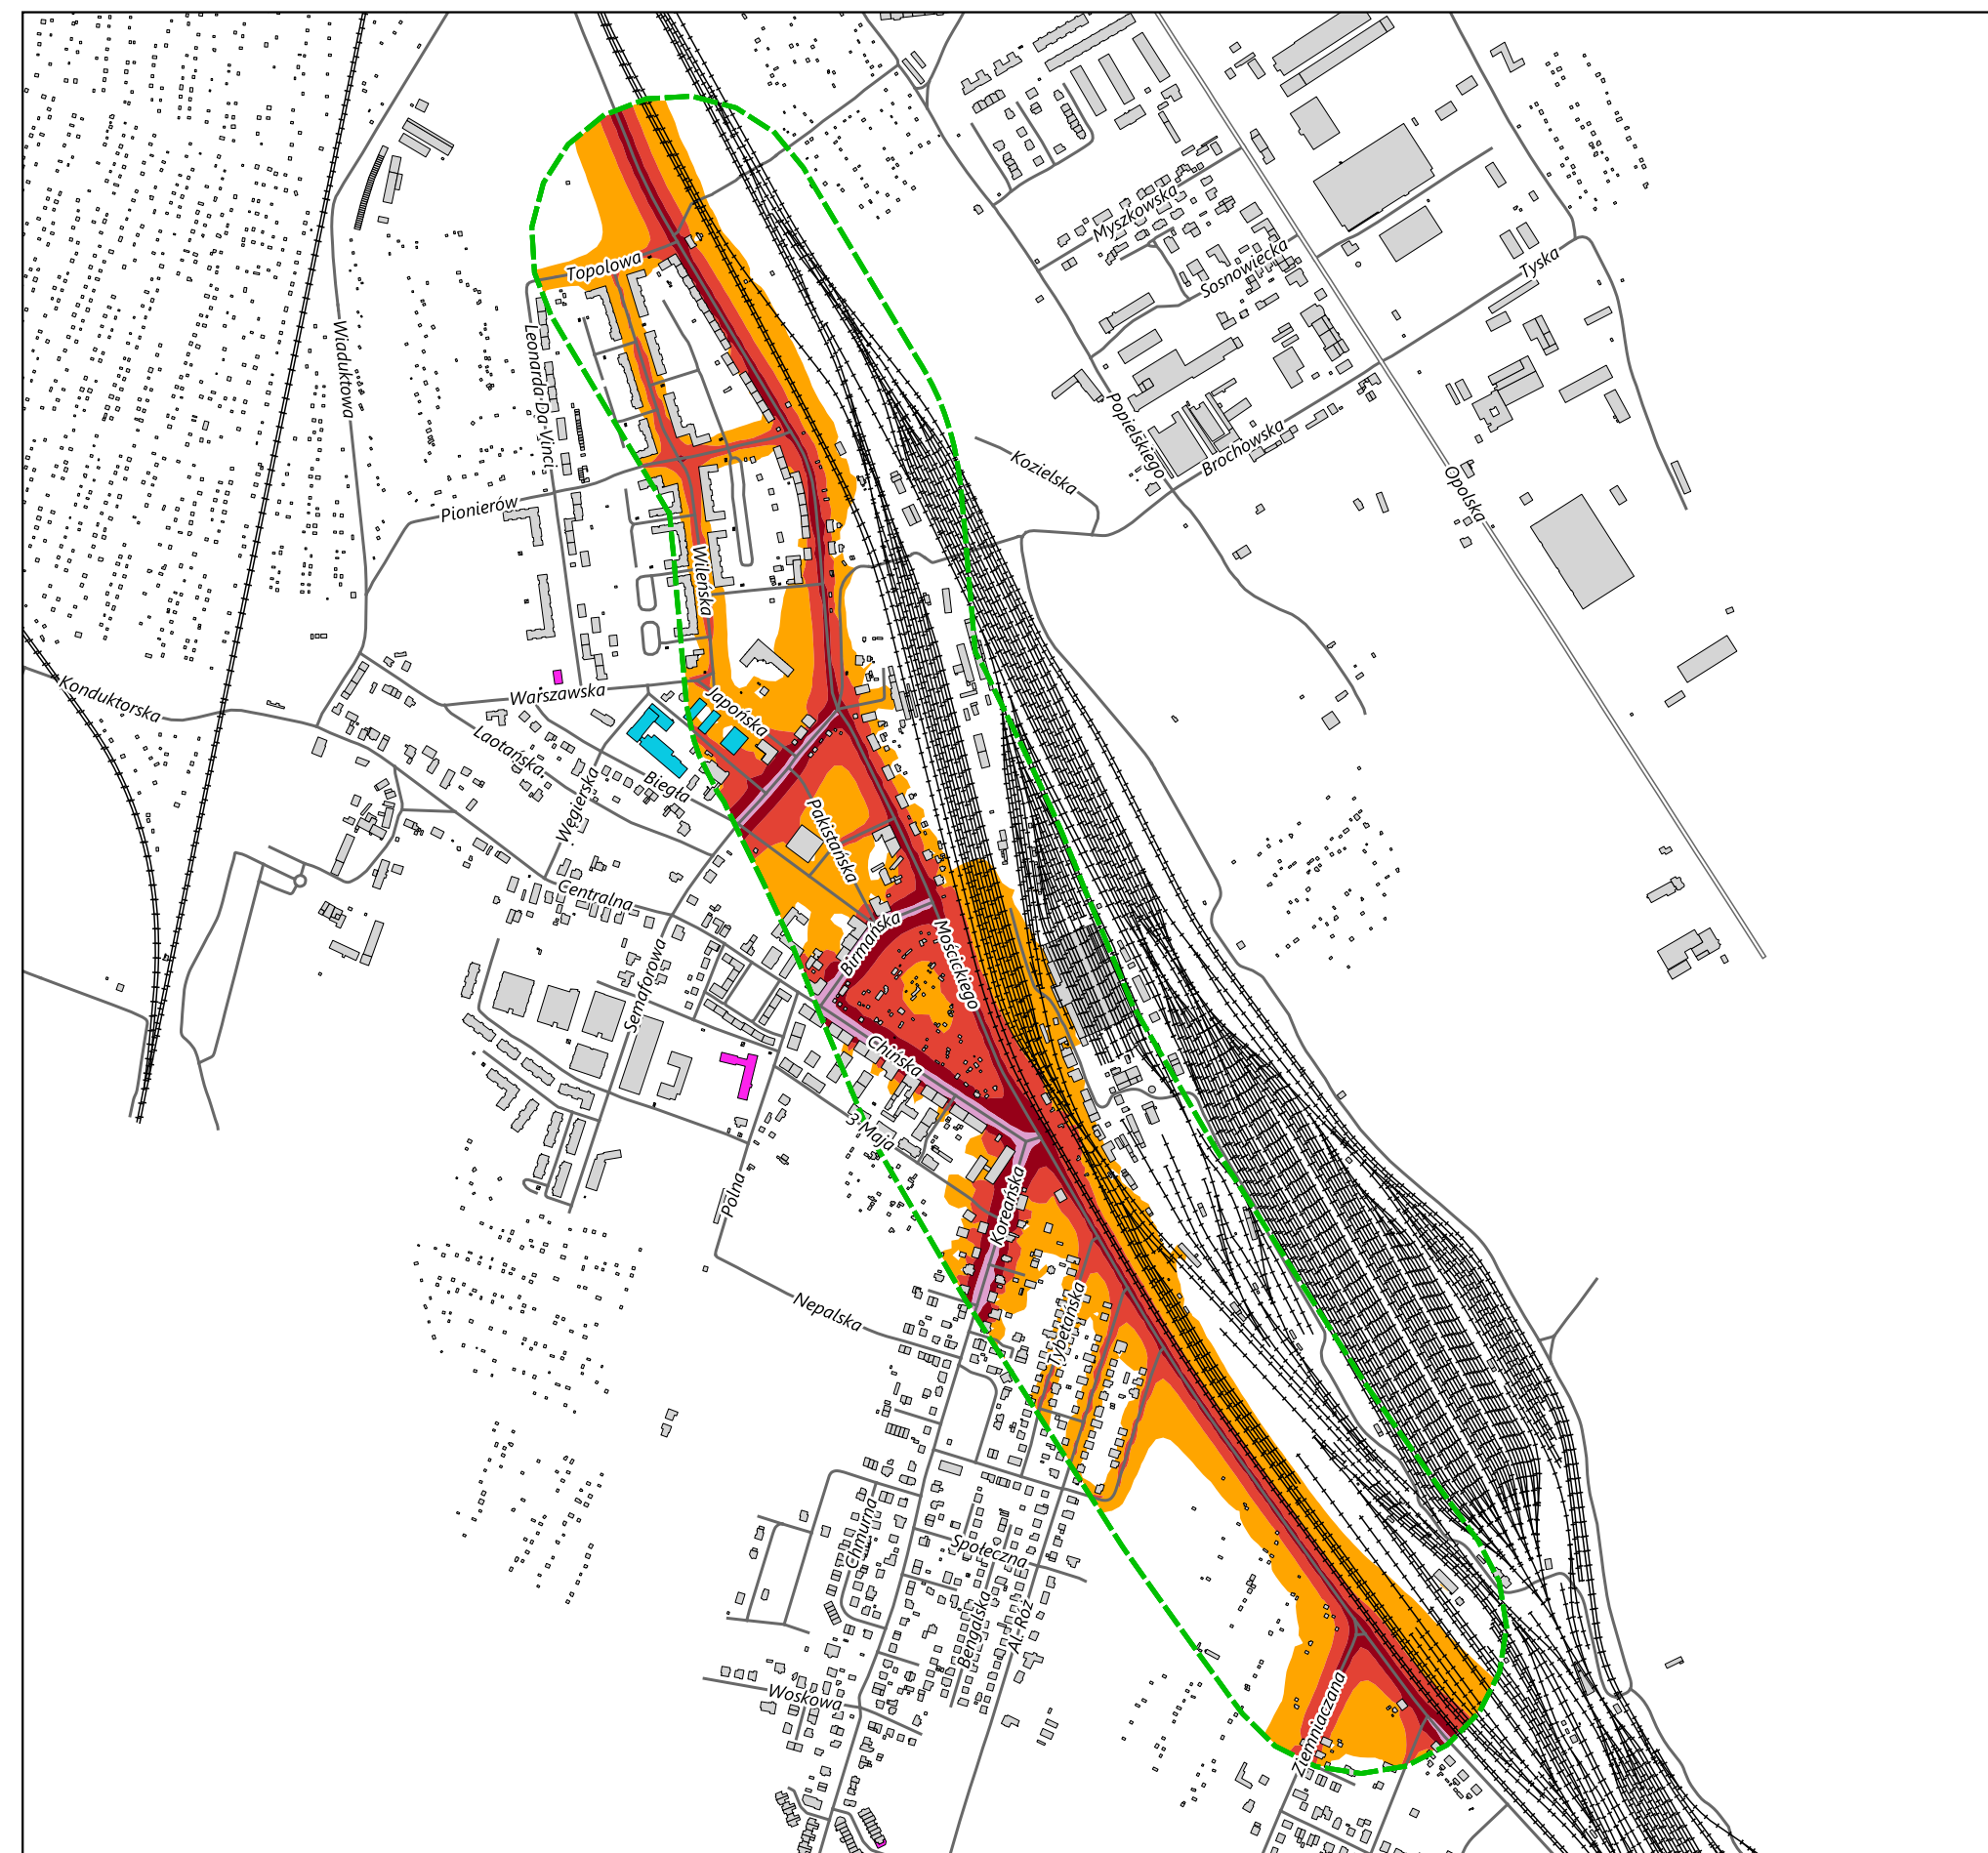 Myszkowska
Sosnowiecka
Tyska
Topolowa
Wiaduktowa
Leonarda Da Vinci
Popielskiego
Brochowska
Kozielska
Opolska
Pionierów
Wileńska
Konduktorska
Warszawska
Japońska
Laotańska
Biegła
Węgierska
Pakistańska
Centralna
Birmańska
Mościckiego
Semaforowa
Chińska
3 Maja
Polna
Koreańska
Nepalska
Tybetańska
Chmurna
Społeczna
Bengalska
Al. Róż
Woskowa
Ziemniaczana